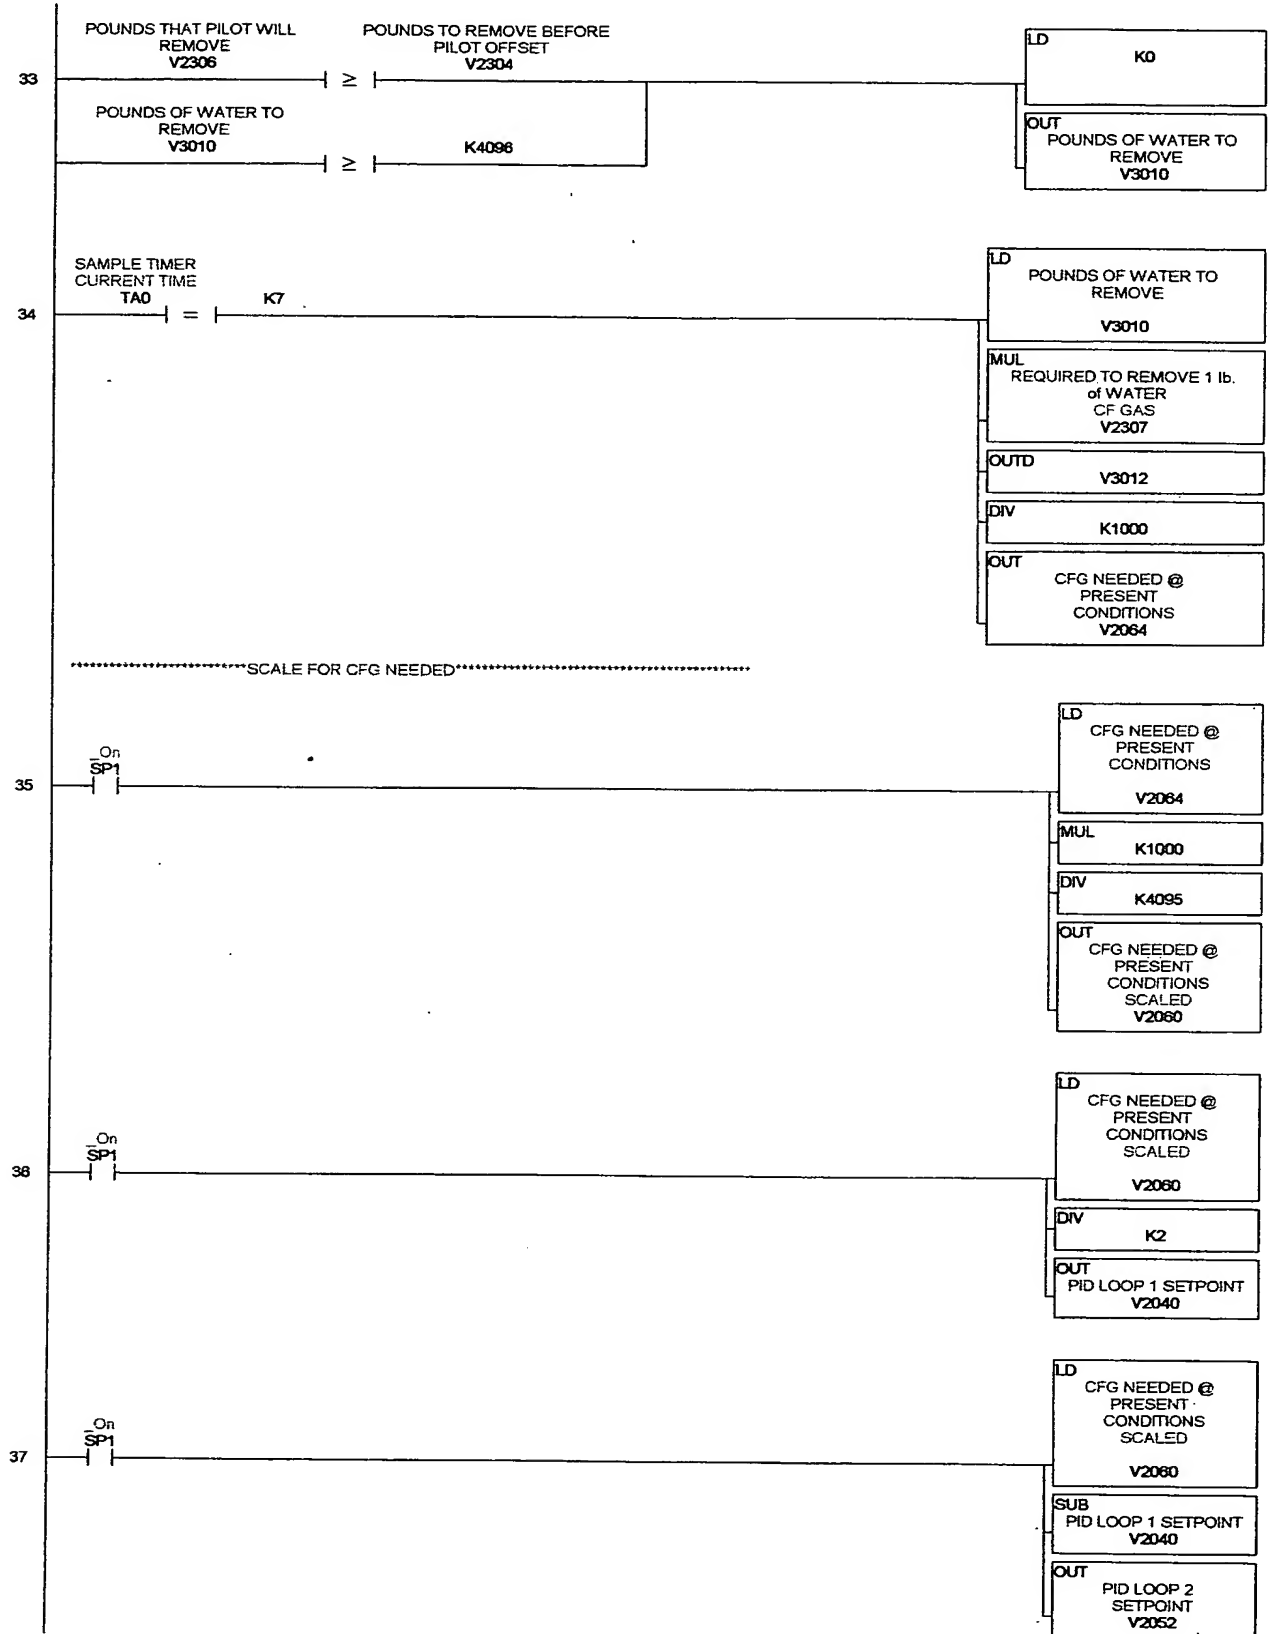 POUNDS THAT PILOT WILL
REMOVE
V2306
POUNDS TO REMOVE BEFORE
PILOT OFFSET
V2304
33
≥
POUNDS OF WATER TO
REMOVE
V3010
≥
K4096
LD
K0
OUT
POUNDS OF WATER TO
REMOVE
V3010
SAMPLE TIMER
CURRENT TIME
TA0
K7
34
=
LD
POUNDS OF WATER TO
REMOVE
V3010
MUL
REQUIRED TO REMOVE 1 lb.
of WATER
CF GAS
V2307
OUTD
V3012
DIV
K1000
OUT
CFG NEEDED @
PRESENT
CONDITIONS
V2064
************************SCALE FOR CFG NEEDED****************************************
_On
SP1
35
LD
CFG NEEDED @
PRESENT
CONDITIONS
V2064
MUL
K1000
DIV
K4095
OUT
CFG NEEDED @
PRESENT
CONDITIONS
SCALED
V2060
_On
SP1
36
LD
CFG NEEDED @
PRESENT
CONDITIONS
SCALED
V2060
DIV
K2
OUT
PID LOOP 1 SETPOINT
V2040
_On
SP1
37
LD
CFG NEEDED @
PRESENT
CONDITIONS
SCALED
V2060
SUB
PID LOOP 1 SETPOINT
V2040
OUT
PID LOOP 2
SETPOINT
V2052